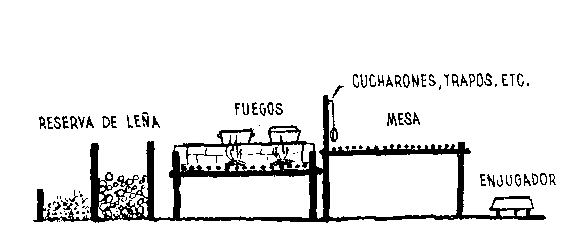 CUCHARONES, TRAPOS. ETC.
FUEGOS
RESERVA DE LEÑA
MESA
ENJUGADOR